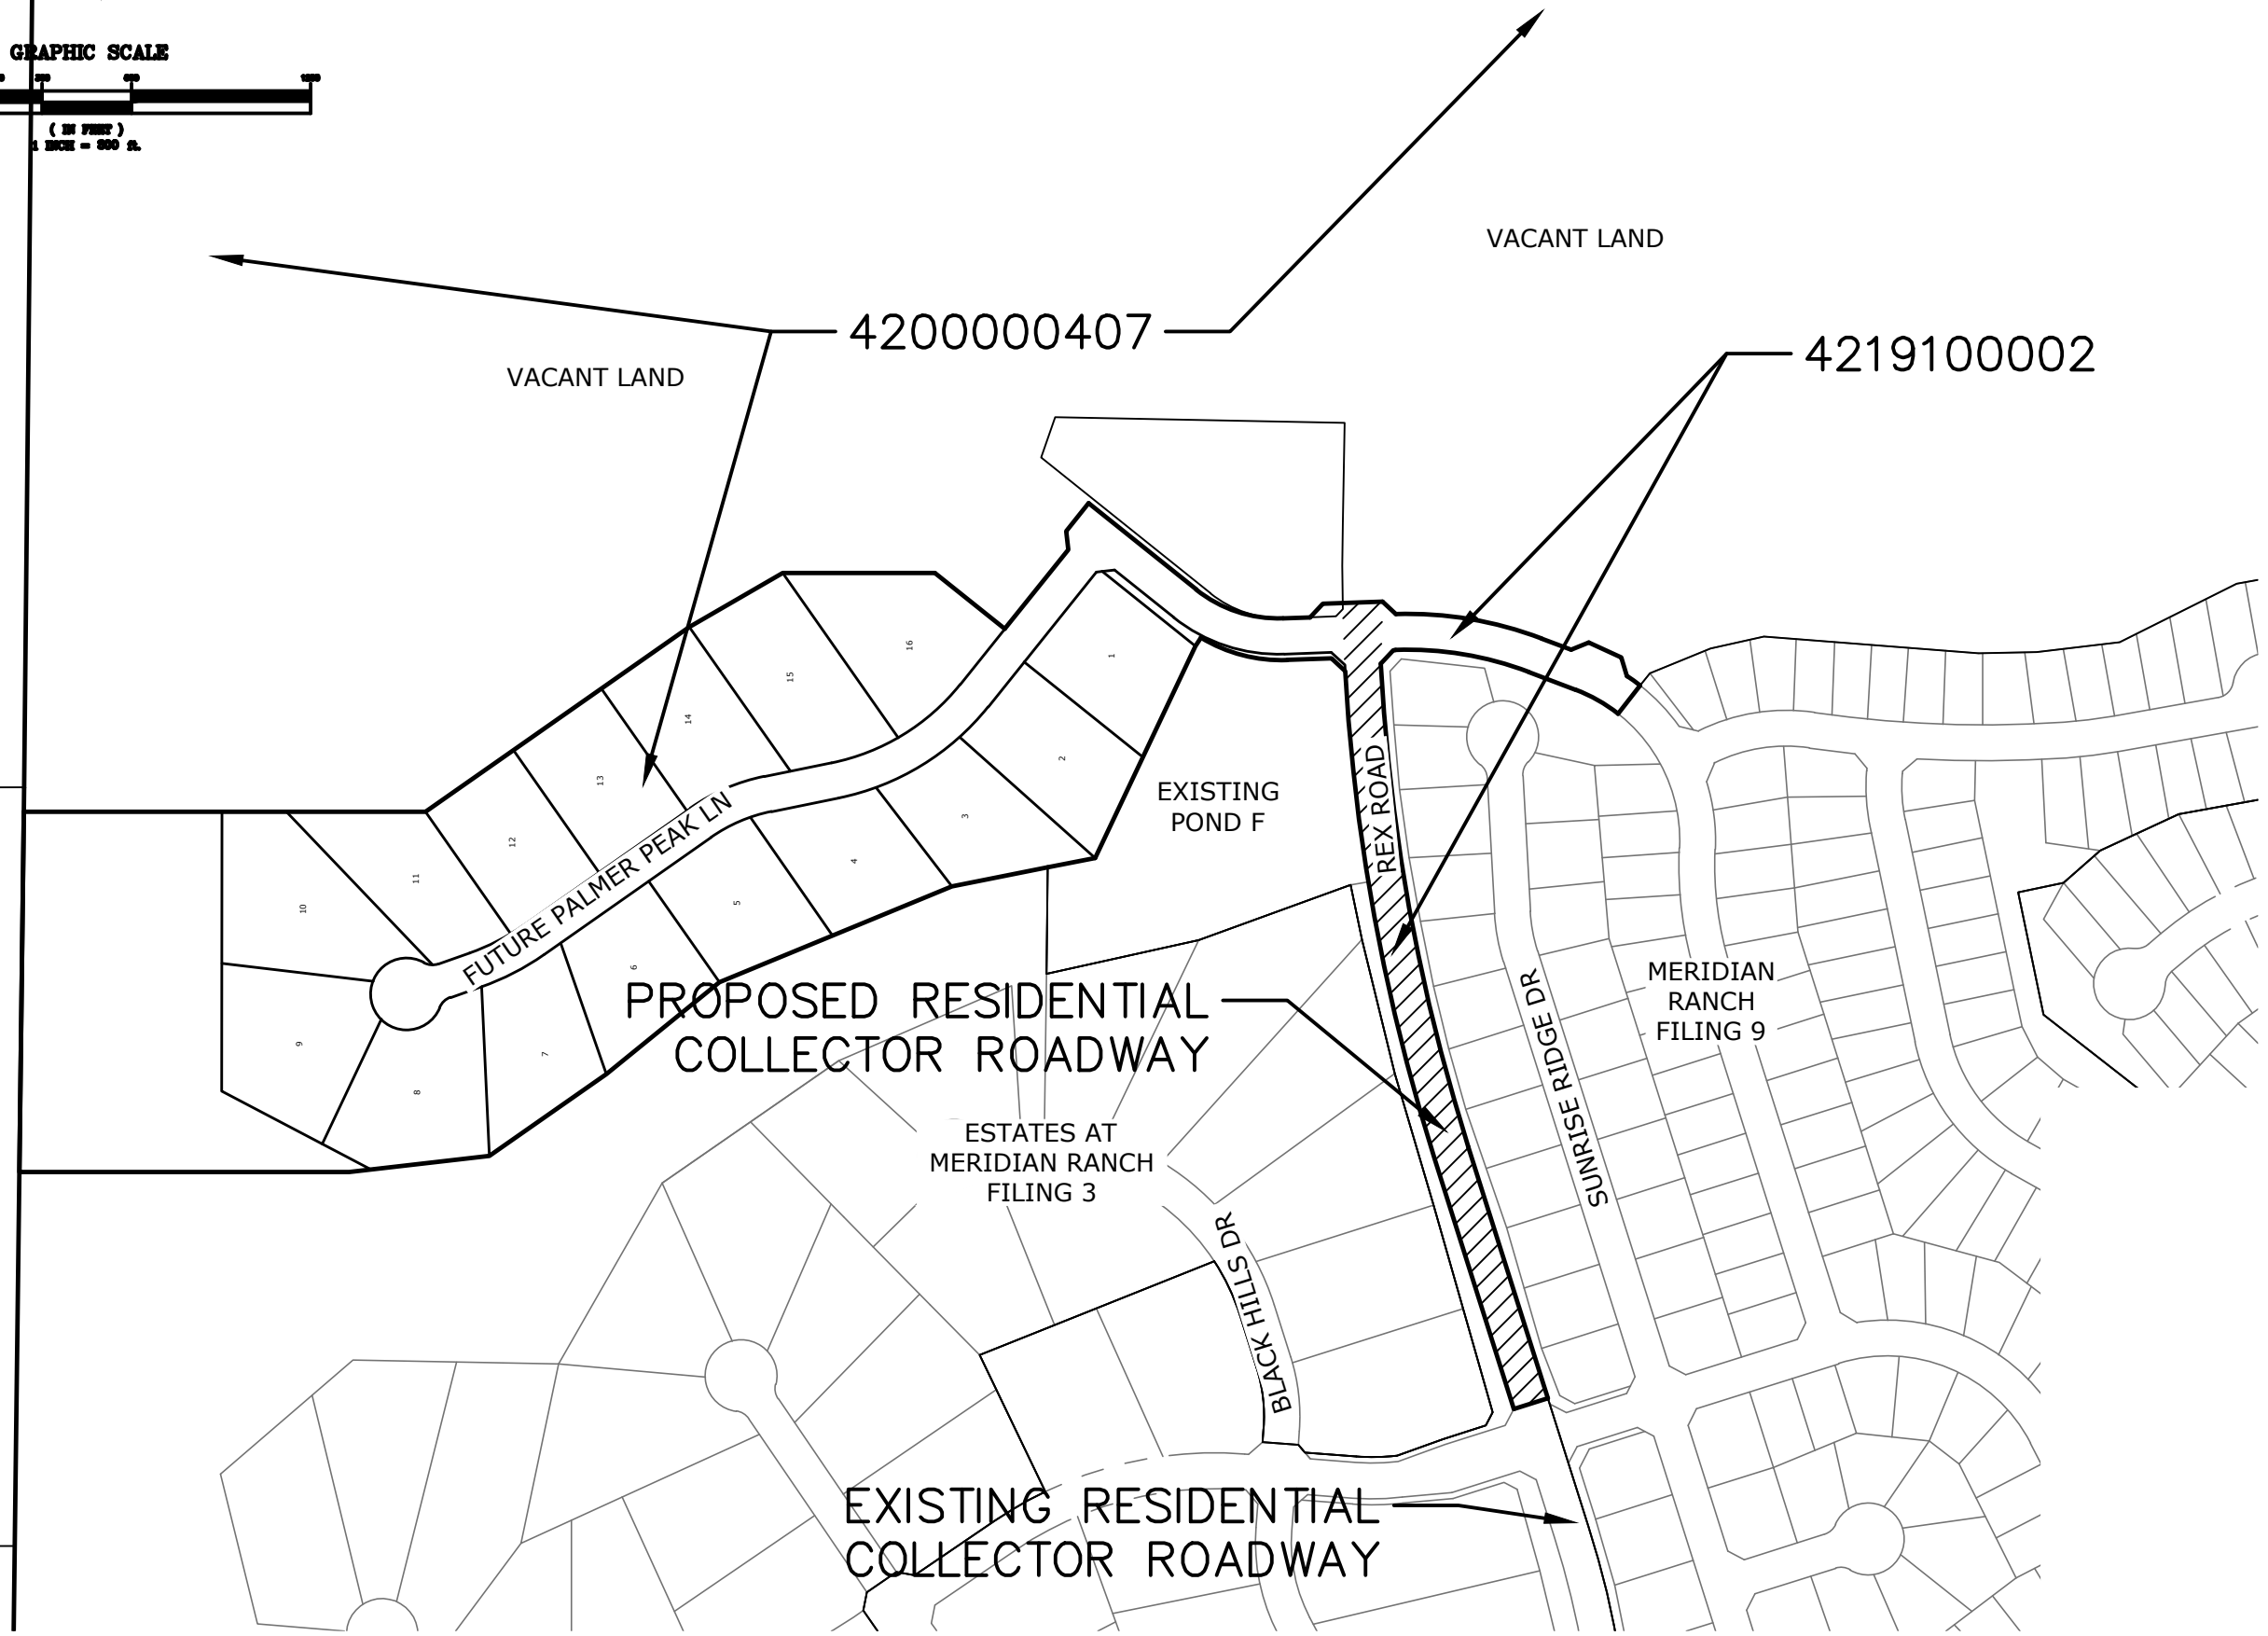 GRAPHIC SCALE
( IN FEET )
VACANT LAND
4200000407
4219100002
VACANT LAND
16
15
14
13
12
11
10
9
8
7
6
5
4
3
2
1
FUTURE PALMER PEAK LN
EXISTING
POND F
REX ROAD
PROPOSED RESIDENTIAL
COLLECTOR ROADWAY
SUNRISE RIDGE DR
MERIDIAN
RANCH
FILING 9
ESTATES AT
MERIDIAN RANCH
FILING 3
BLACK HILLS DR
EXISTING RESIDENTIAL
COLLECTOR ROADWAY